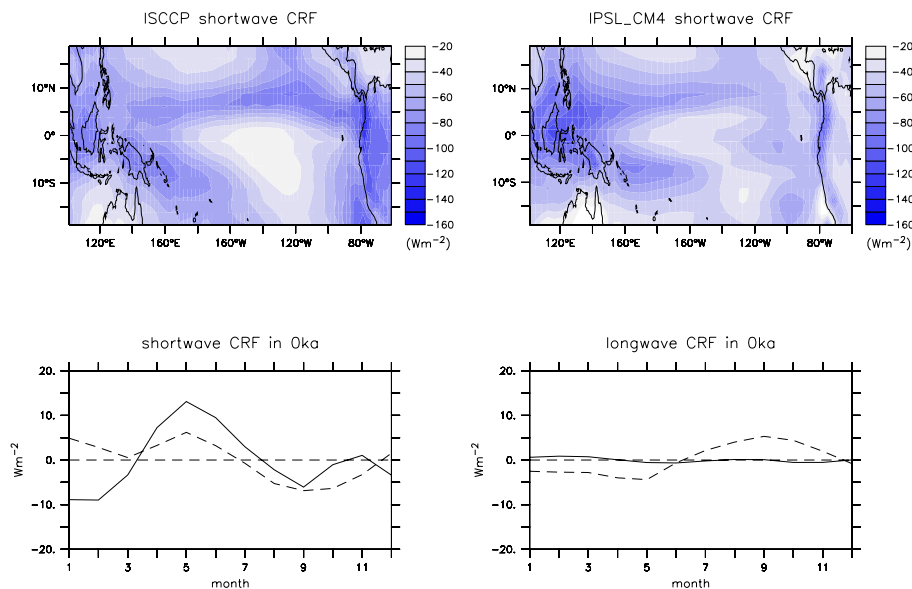 ISCCP shortwave CRF
10°N
0°
10°S
120°E
160°E
160°W
120°W
80°W
−20
−40
−60
−80
−100
−120
−140
−160
(Wm−2)
IPSL_CM4 shortwave CRF
10°N
0°
10°S
120°E
160°E
160°W
120°W
80°W
−20
−40
−60
−80
−100
−120
−140
−160
(Wm−2)
shortwave CRF in 0ka
20.
10.
0.
−10.
−20.
Wm−2
1
3
5
7
9
11
month
longwave CRF in 0ka
20.
10.
0.
−10.
−20.
Wm−2
1
3
5
7
9
11
month